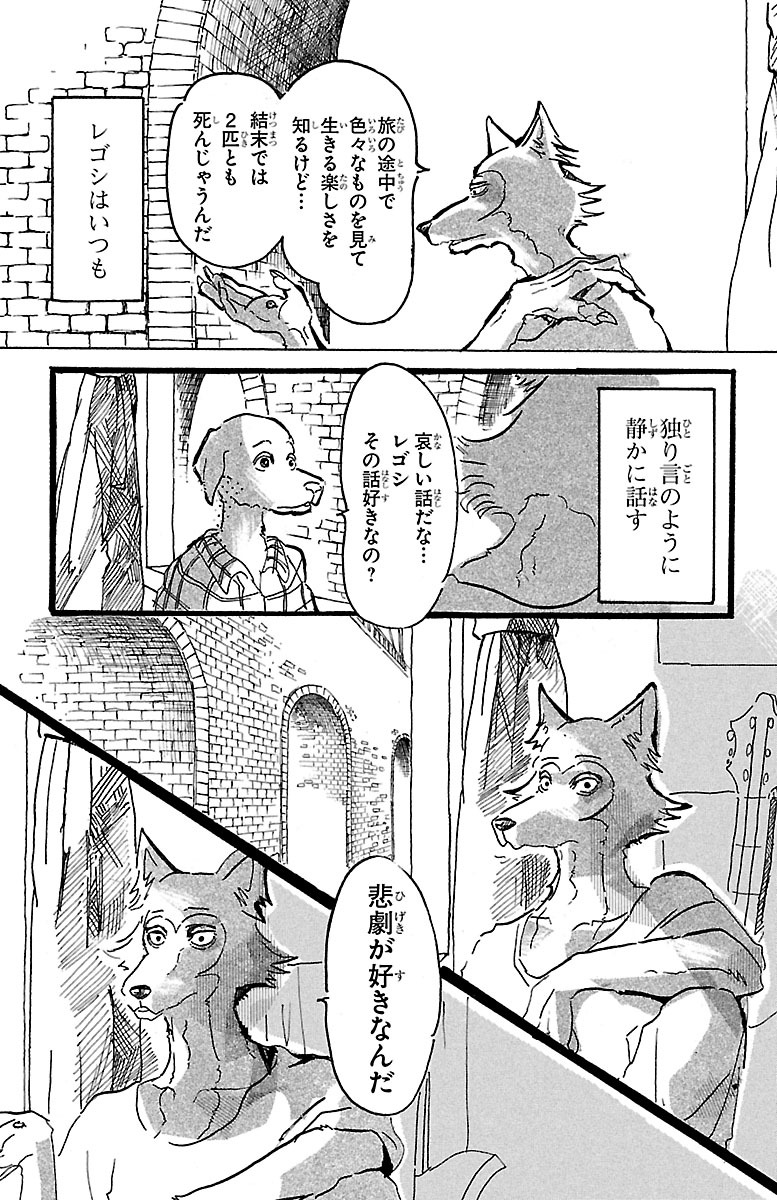 旅の途中で
色々なものを見て
生きる楽しさを
知るけど…
結末では
2匹とも
死んじゃうんだ
レゴシはいつも
独り言のように
静かに話す
哀しい話だな…
レゴシ
その話好きなの?
悲劇が好きなんだ